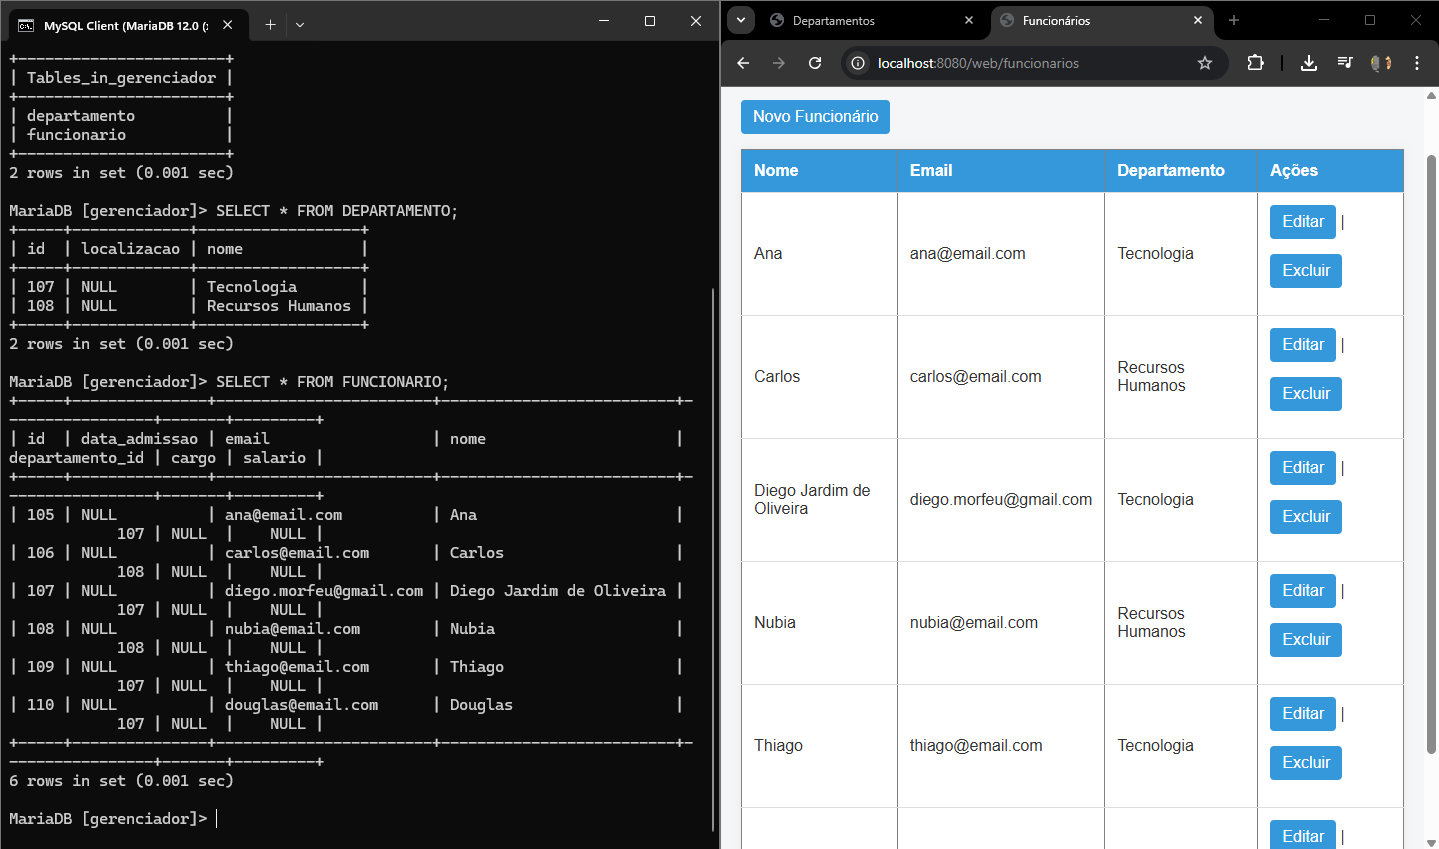 MySQL Client (MariaDB 12.0 (:
+-----------------------+
| Tables_in_gerenciador |
+-----------------------+
| departamento          |
| funcionario           |
+-----------------------+
2 rows in set (0.001 sec)
MariaDB [gerenciador]> SELECT * FROM DEPARTAMENTO;
+-----+-------------+------------------+
| id  | localizacao | nome             |
+-----+-------------+------------------+
| 107 | NULL        | Tecnologia       |
| 108 | NULL        | Recursos Humanos |
+-----+-------------+------------------+
2 rows in set (0.001 sec)
MariaDB [gerenciador]> SELECT * FROM FUNCIONARIO;
+-----+---------------+------------------------+--------------------------+-
----------------+-------+---------+
| id  | data_admissao | email                  | nome                     |
departamento_id | cargo | salario |
+-----+---------------+------------------------+--------------------------+-
----------------+-------+---------+
| 105 | NULL          | ana@email.com          | Ana                      |
            107 | NULL  |    NULL |
| 106 | NULL          | carlos@email.com       | Carlos                   |
            108 | NULL  |    NULL |
| 107 | NULL          | diego.morfeu@gmail.com | Diego Jardim de Oliveira |
            107 | NULL  |    NULL |
| 108 | NULL          | nubia@email.com        | Nubia                    |
            108 | NULL  |    NULL |
| 109 | NULL          | thiago@email.com       | Thiago                   |
            107 | NULL  |    NULL |
| 110 | NULL          | douglas@email.com      | Douglas                  |
            107 | NULL  |    NULL |
+-----+---------------+------------------------+--------------------------+-
----------------+-------+---------+
6 rows in set (0.001 sec)
MariaDB [gerenciador]>
Departamentos
Funcionários
localhost:8080/web/funcionarios
Novo Funcionário
Nome Email Departamento Ações
Ana ana@email.com Tecnologia Editar |
Excluir
Carlos carlos@email.com Recursos Humanos Editar |
Excluir
Diego Jardim de Oliveira diego.morfeu@gmail.com Tecnologia Editar |
Excluir
Nubia nubia@email.com Recursos Humanos Editar |
Excluir
Thiago thiago@email.com Tecnologia Editar |
Excluir
Editar |